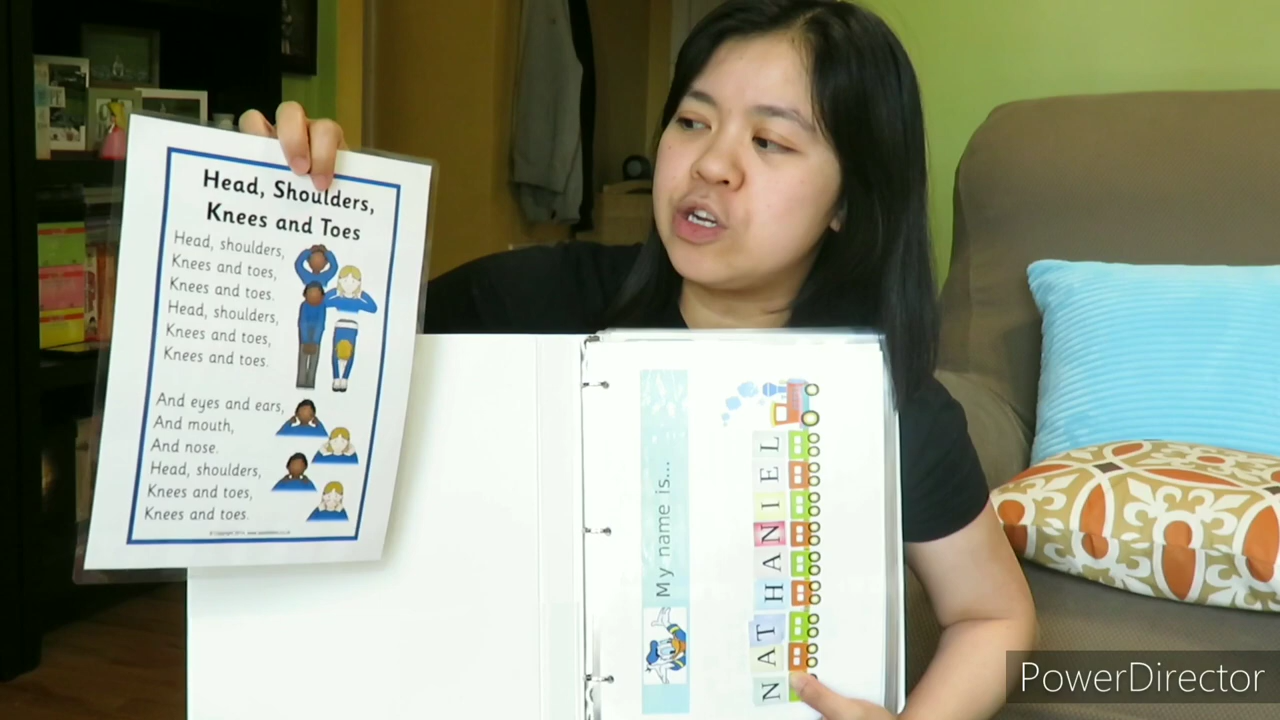 Head, Shoulders,
Knees and Toes
Head, shoulders,
Knees and toes,
Knees and toes.
Head, shoulders,
Knees and toes,
Knees and toes.
And eyes and ears,
And mouth,
And nose.
Head, shoulders,
Knees and toes,
Knees and toes.
My name is...
NATHANIEL
PowerDirector